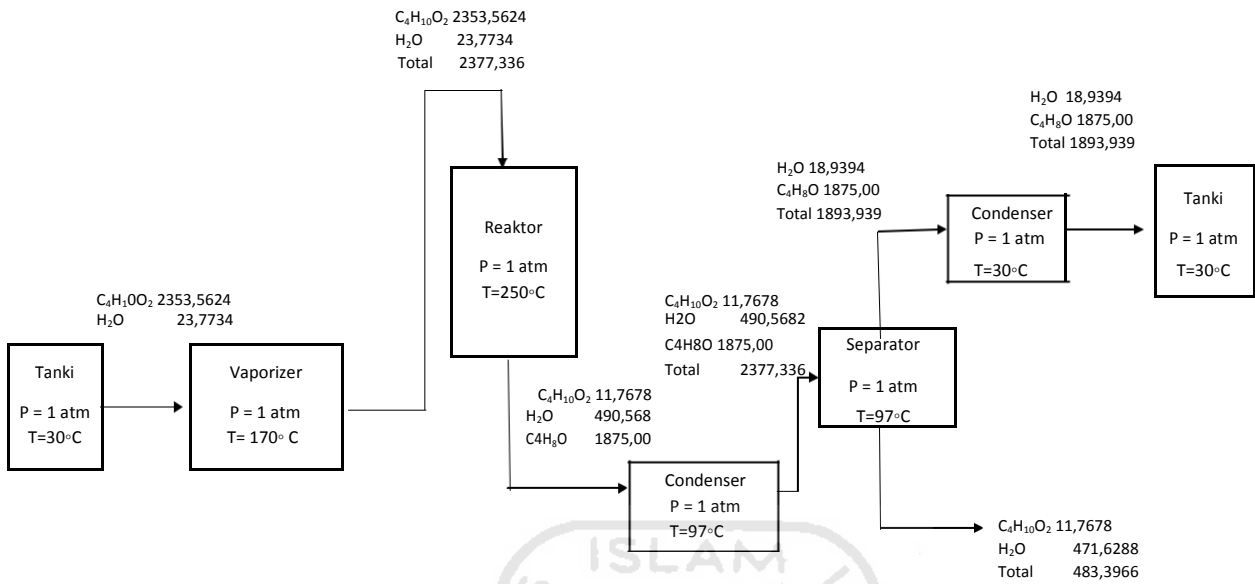 C₄H₁₀O₂ 2353,5624
H₂O 23,7734
Total 2377,336
H₂O 18,9394
C₄H₈O 1875,00
Total 1893,939
H₂O 18,9394
C₄H₈O 1875,00
Total 1893,939
Reaktor
P = 1 atm
T=250◦C
Condenser
P = 1 atm
T=30◦C
Tanki
P = 1 atm
T=30◦C
C₄H₁0O₂ 2353,5624
H₂O 23,7734
Tanki
P = 1 atm
T=30◦C
Vaporizer
P = 1 atm
T= 170◦ C
C₄H₁₀O₂ 11,7678
H2O 490,5682
C4H8O 1875,00
Total 2377,336
Separator
P = 1 atm
T=97◦C
C₄H₁₀O₂ 11,7678
H₂O 490,568
C4H₈O 1875,00
Condenser
P = 1 atm
T=97◦C
C₄H₁₀O₂ 11,7678
H₂O 471,6288
Total 483,3966
ISLAM